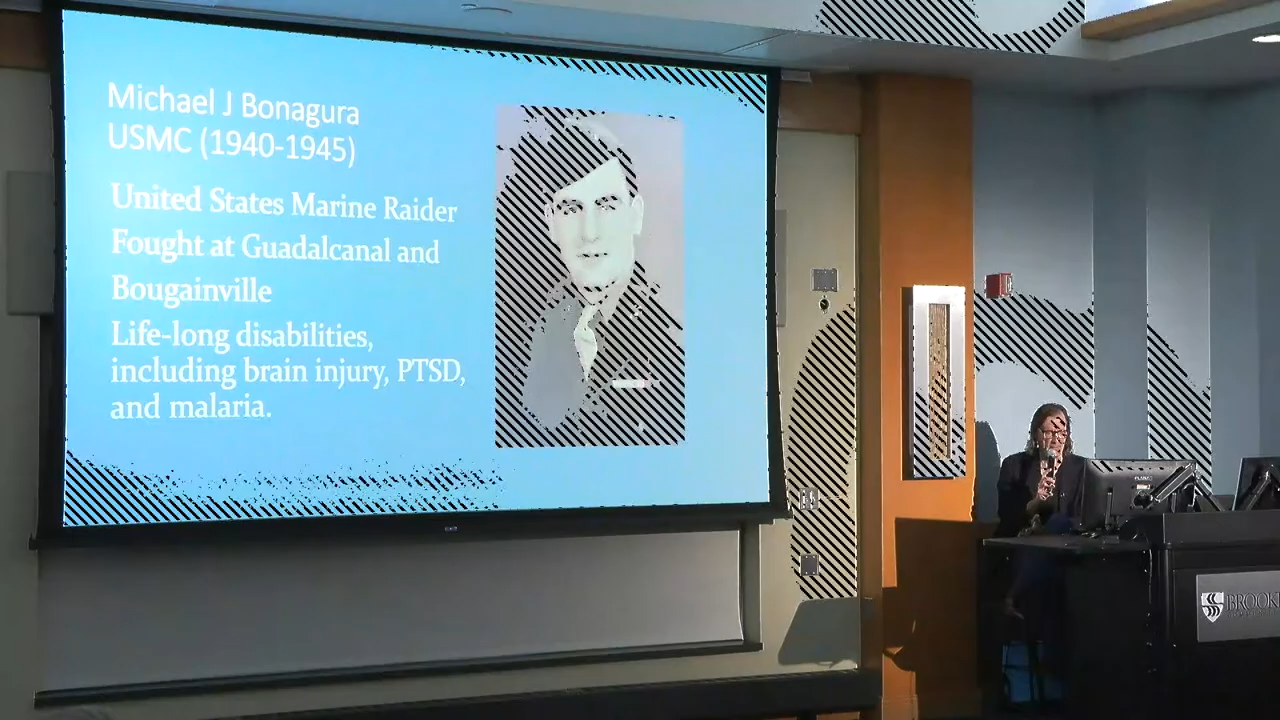 Michael J Bonagura
USMC (1940-1945)
United States Marine Raider
Fought at Guadalcanal and
Bougainville
Life-long disabilities,
including brain injury, PTSD,
and malaria.
BROOK